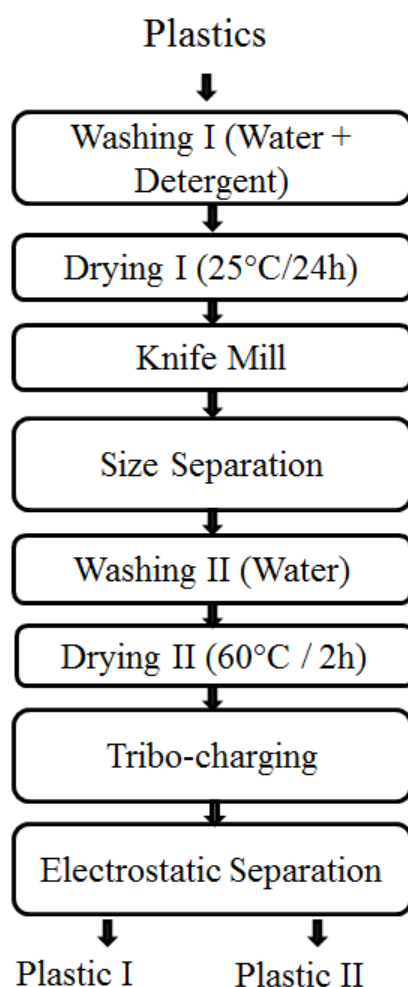 Plastics
Washing I (Water +
Detergent)
Drying I (25°C/24h)
Knife Mill
Size Separation
Washing II (Water)
Drying II (60°C / 2h)
Tribo-charging
Electrostatic Separation
Plastic I
Plastic II